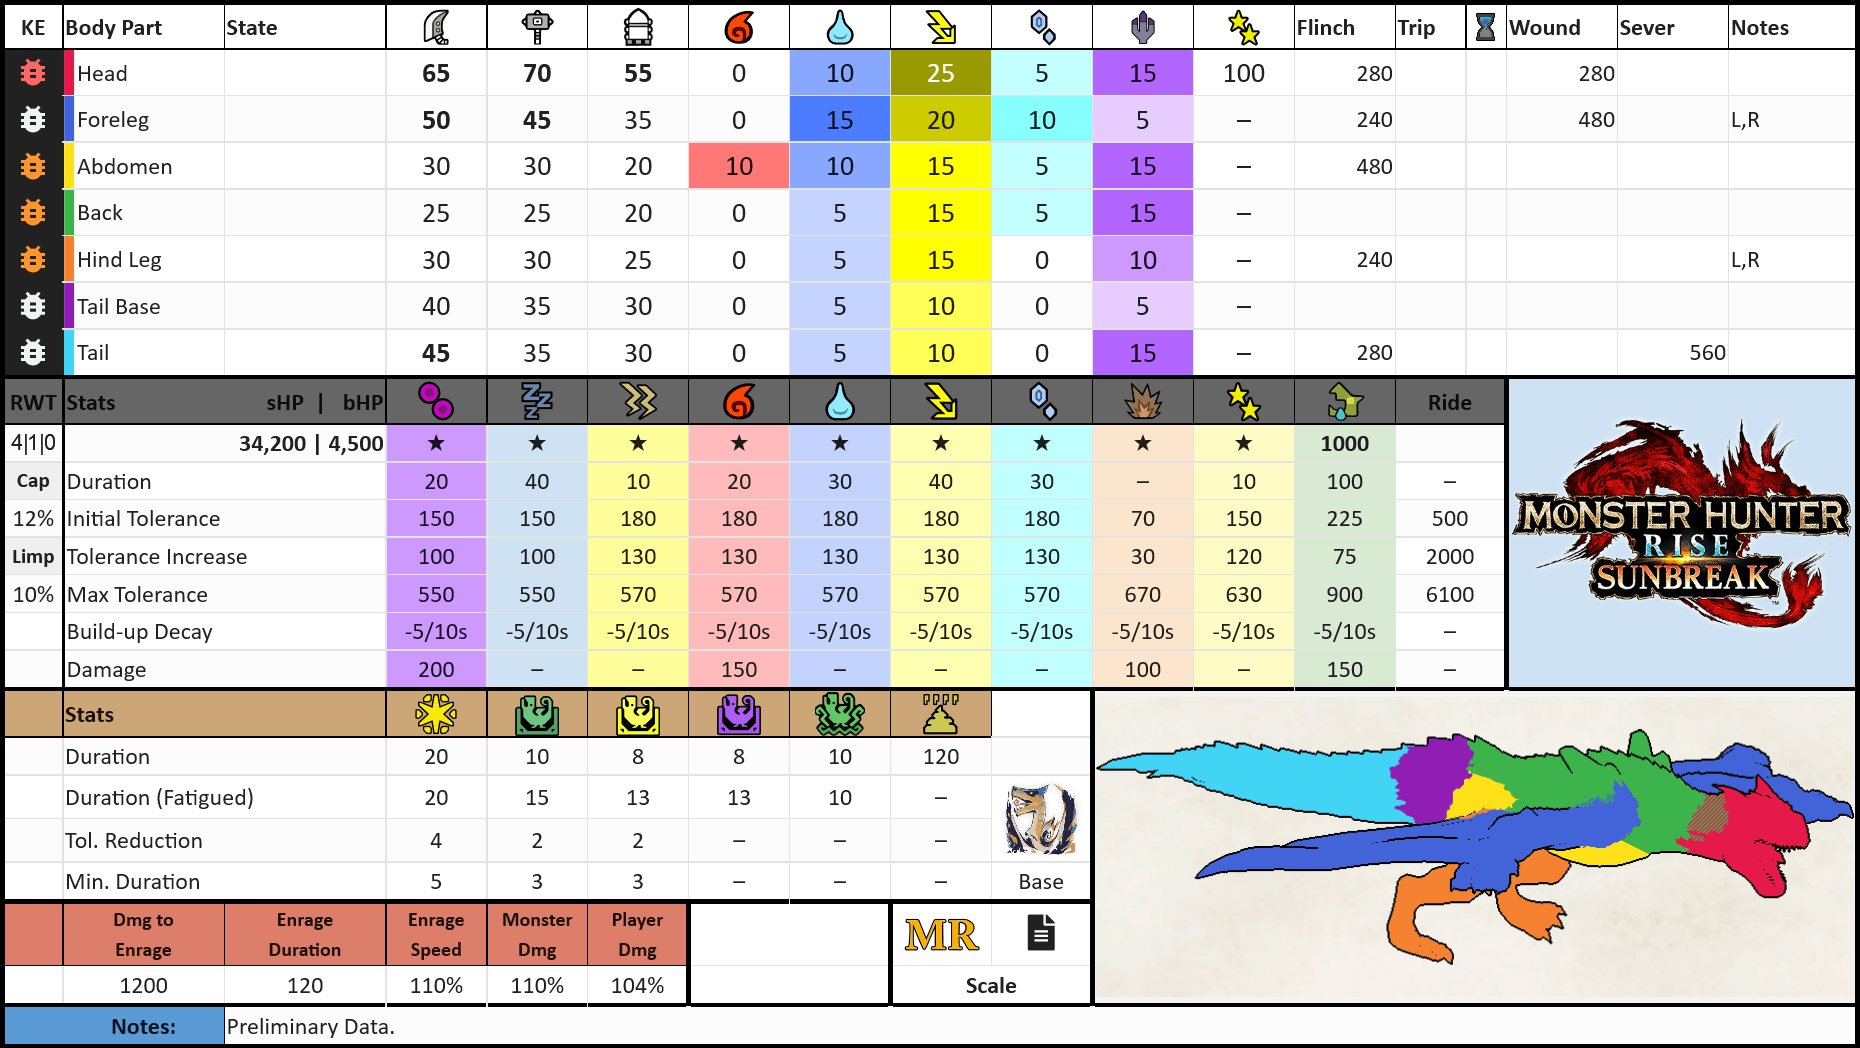 KE Body Part State Flinch Trip Wound Sever Notes
Head 65 70 55 0 10 25 5 15 100 280 280
Foreleg 50 45 35 0 15 20 10 5 – 240 480 L,R
Abdomen 30 30 20 10 10 15 5 15 – 480
Back 25 25 20 0 5 15 5 15 –
Hind Leg 30 30 25 0 5 15 0 10 – 240 L,R
Tail Base 40 35 30 0 5 10 0 5 –
Tail 45 35 30 0 5 10 0 15 – 280 560
RWT Stats sHP | bHP Ride
4|1|0 34,200 | 4,500 ★ ★ ★ ★ ★ ★ ★ ★ ★ 1000
Cap Duration 20 40 10 20 30 40 30 – 10 100 –
12% Initial Tolerance 150 150 180 180 180 180 180 70 150 225 500
Limp Tolerance Increase 100 100 130 130 130 130 130 30 120 75 2000
10% Max Tolerance 550 550 570 570 570 570 570 670 630 900 6100
Build-up Decay -5/10s -5/10s -5/10s -5/10s -5/10s -5/10s -5/10s -5/10s -5/10s -5/10s –
Damage 200 – – 150 – – – 100 – 150 –
MONSTER HUNTER
RISE
SUNBREAK
™
Stats
Duration 20 10 8 8 10 120
Duration (Fatigued) 20 15 13 13 10 –
Tol. Reduction 4 2 2 – – –
Min. Duration 5 3 3 – – – Base
Dmg to Enrage Enrage Monster Player
Enrage Duration Speed Dmg Dmg
MR
1200 120 110% 110% 104% Scale
Notes: Preliminary Data.